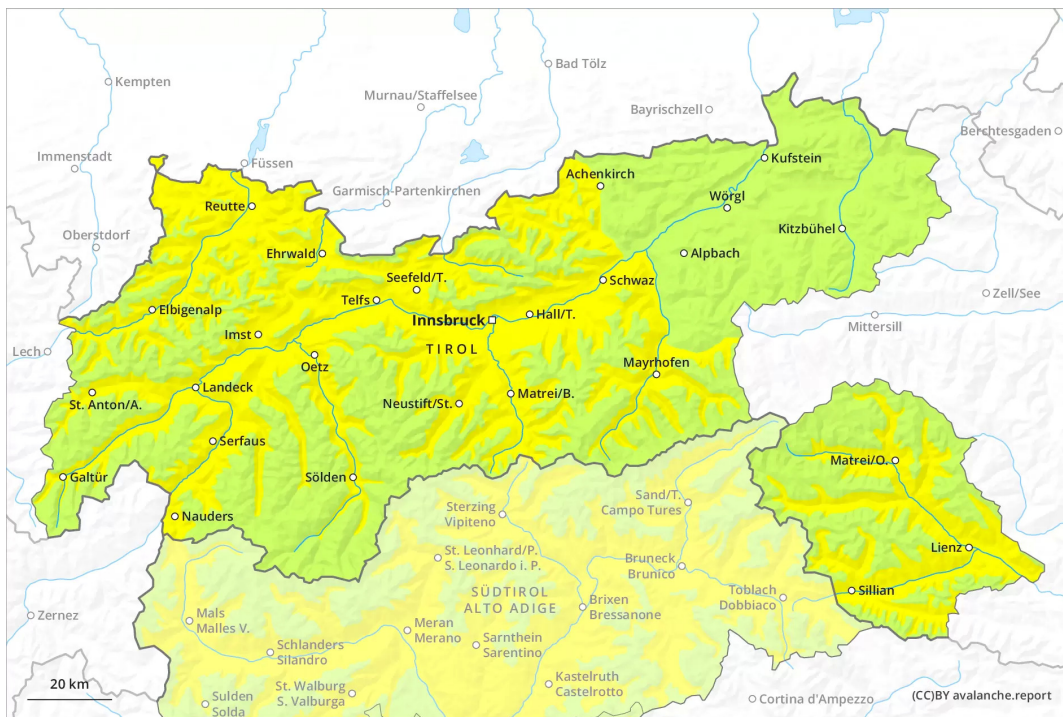 Kempten
Bad Tölz
Murnau/Staffelsee
Bayrischzell
Berchtesgaden
Immenstadt
Füssen
Kufstein
Garmisch-Partenkirchen
Achenkirch
Reutte
Wörgl
Oberstdorf
Kitzbühel
Ehrwald
Alpbach
Seefeld/T.
Schwaz
Zell/See
Telfs
Elbigenalp
Innsbruck
Hall/T.
Mittersill
Imst
TIROL
Lech
Oetz
Mayrhofen
Landeck
St. Anton/A.
Neustift/St.
Matrei/B.
Serfaus
Matrei/O.
Galtür
Sölden
Sand/T.
Campo Tures
Sterzing
Vipiteno
Nauders
Lienz
St. Leonhard/P.
S. Leonardo i. P.
Bruneck
Brunico
SÜDTIROL
ALTO ADIGE
Sillian
Toblach
Dobbiaco
Zernez
Mals
Malles V.
Brixen
Bressanone
Meran
Merano
Schlanders
Silandro
Sarnthein
Sarentino
20 km
St. Walburg
S. Valburga
Kastelruth
Castelrotto
Sulden
Solda
Cortina d'Ampezzo
(CC)BY avalanche.report